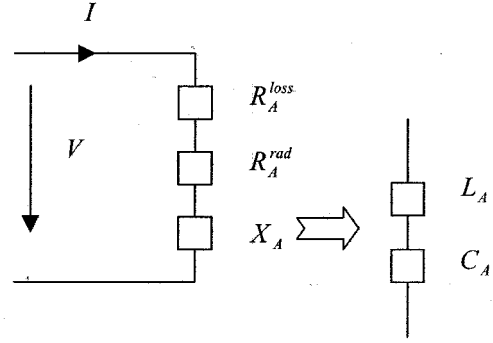 I
R_A^{loss}
V
R_A^{rad}
L_A
X_A
C_A